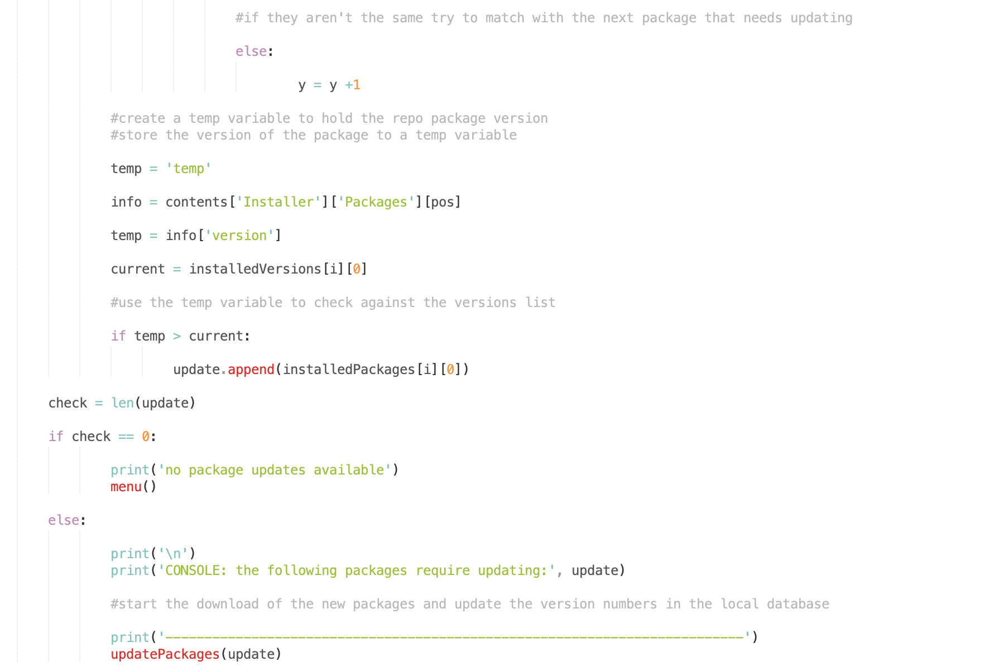 #if they aren't the same try to match with the next package that needs updating
else:
y = y +1
#create a temp variable to hold the repo package version
#store the version of the package to a temp variable
temp = 'temp'
info = contents['Installer']['Packages'][pos]
temp = info['version']
current = installedVersions[i][0]
#use the temp variable to check against the versions list
if temp > current:
update.append(installedPackages[i][0])
check = len(update)
if check == 0:
print('no package updates available')
menu()
else:
print('\n')
print('CONSOLE: the following packages require updating:', update)
#start the download of the new packages and update the version numbers in the local database
print('--------------------------------------------------------------------------')
updatePackages(update)